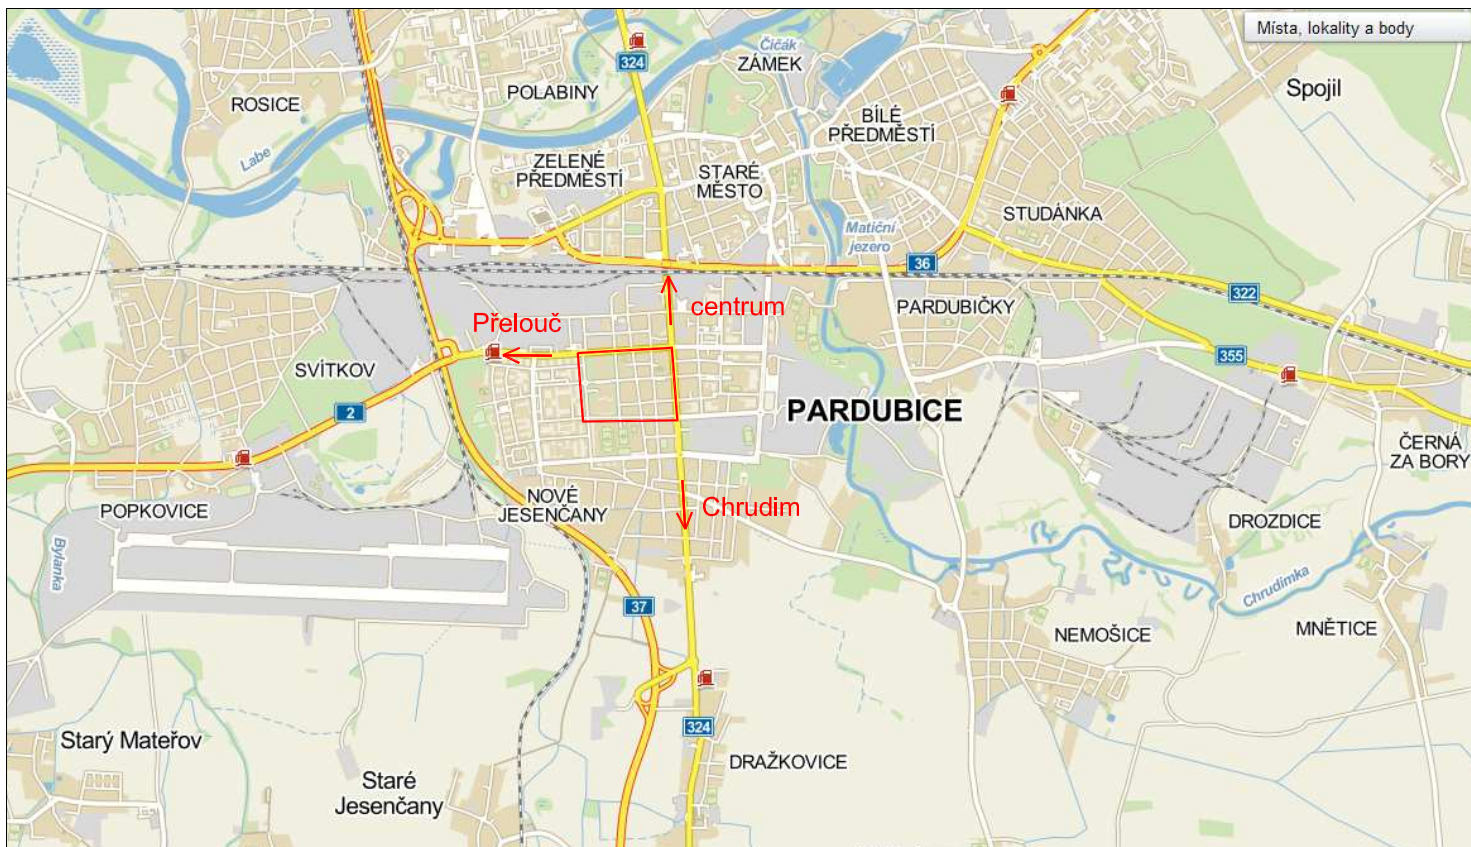 Místa, lokality a body
Čičák
324
ZÁMEK
POLABINY
Spojil
ROSICE
BÍLÉ
PŘEDMĚSTÍ
Labe
ZELENÉ
PŘEDMĚSTÍ
STARÉ
MĚSTO
STUDÁNKA
Matiční
jezero
36
322
centrum
PARDUBIČKY
Přelouč
355
SVÍTKOV
2
PARDUBICE
ČERNÁ
ZA BORY
NOVÉ
JESENČANY
Chrudim
POPKOVICE
DROZDICE
Bylanka
Chrudimka
37
NEMOŠICE
MNĚTICE
324
Starý Mateřov
DRAŽKOVICE
Staré
Jesenčany